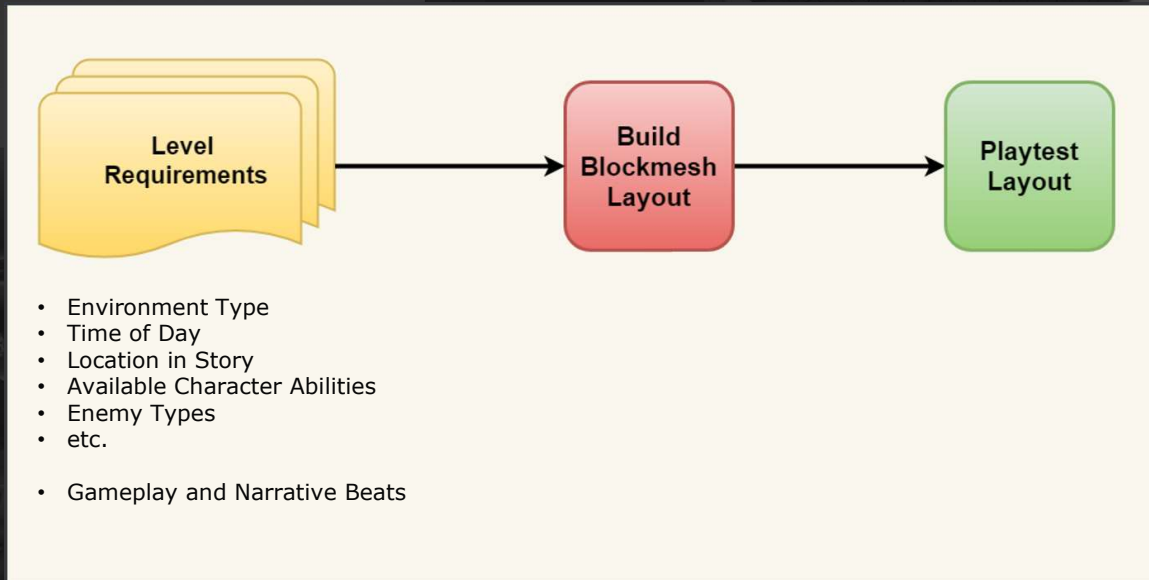 Level
Requirements
Build
Blockmesh
Layout
Playtest
Layout
• Environment Type
• Time of Day
• Location in Story
• Available Character Abilities
• Enemy Types
• etc.
• Gameplay and Narrative Beats